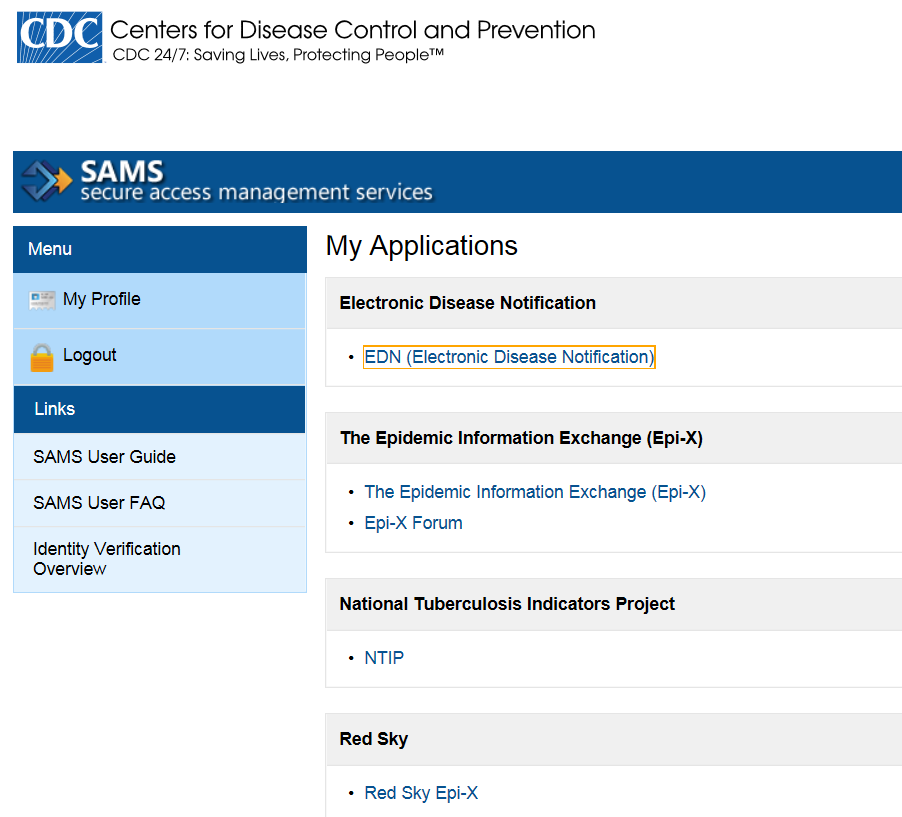 CDC Centers for Disease Control and Prevention
CDC 24/7: Saving Lives, Protecting People™
SAMS
secure access management services
Menu
My Profile
Logout
Links
SAMS User Guide
SAMS User FAQ
Identity Verification
Overview
My Applications
Electronic Disease Notification
• EDN (Electronic Disease Notification)
The Epidemic Information Exchange (Epi-X)
• The Epidemic Information Exchange (Epi-X)
• Epi-X Forum
National Tuberculosis Indicators Project
• NTIP
Red Sky
• Red Sky Epi-X